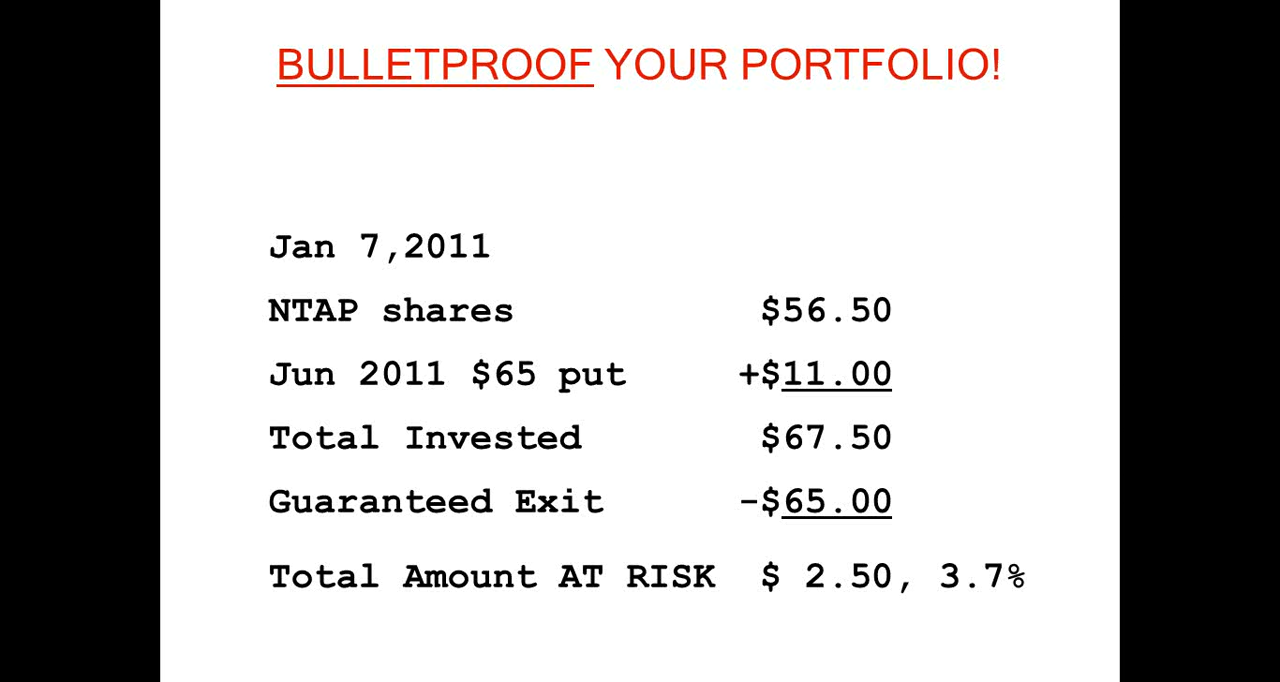 BULLETPROOF YOUR PORTFOLIO!
Jan 7,2011
NTAP shares $56.50
Jun 2011 $65 put +$11.00
Total Invested $67.50
Guaranteed Exit -$65.00
Total Amount AT RISK $ 2.50, 3.7%